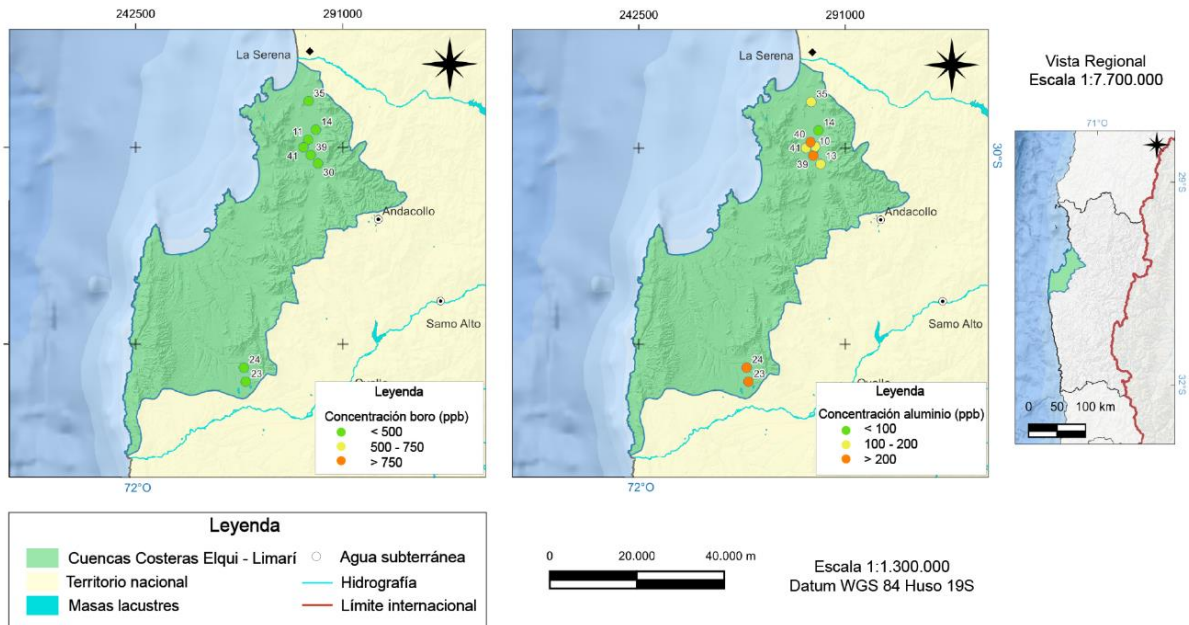 242500
291000
La Serena
35
14
11
39
41
30
Andacollo
Samo Alto
24
23
Leyenda
Concentración boro (ppb)
< 500
500 - 750
> 750
72°O
242500
291000
La Serena
35
14
40
10
41
13
39
30°S
Andacollo
Samo Alto
24
23
Leyenda
Concentración aluminio (ppb)
< 100
100 - 200
> 200
72°O
Vista Regional
Escala 1:7.700.000
71°O
29°S
32°S
0 50 100 km
Leyenda
Cuencas Costeras Elqui - Limarí
Agua subterránea
Territorio nacional
Hidrografía
Masas lacustres
Límite internacional
0 20.000 40.000 m
Escala 1:1.300.000
Datum WGS 84 Huso 19S